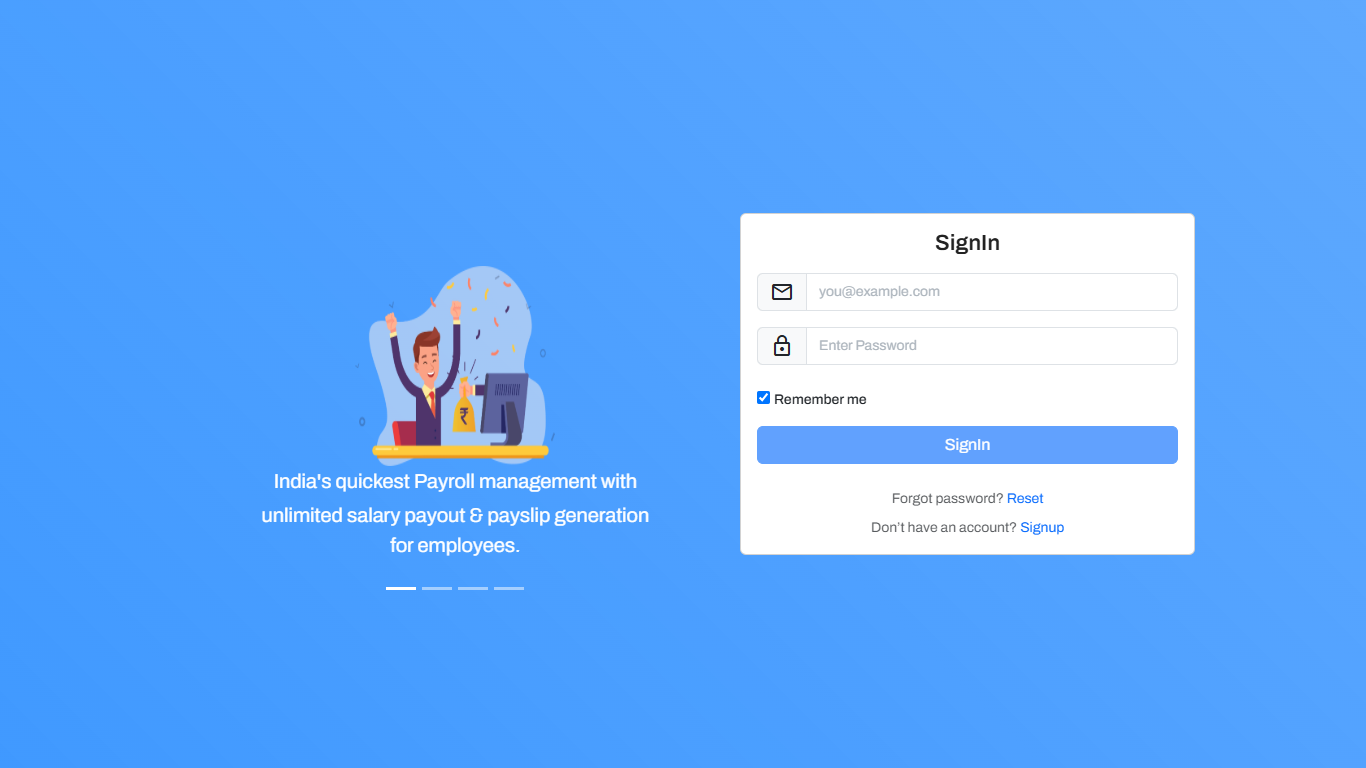 India's quickest Payroll management with
unlimited salary payout & payslip generation
for employees.
SignIn
you@example.com
Enter Password
Remember me
SignIn
Forgot password? Reset
Don't have an account? Signup